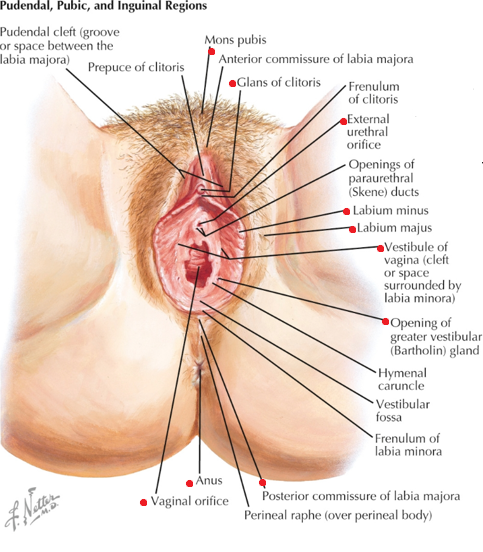 Pudendal, Pubic, and Inguinal Regions
Pudendal cleft (groove
or space between the
labia majora)
Mons pubis
Prepuce of clitoris
Anterior commissure of labia majora
Glans of clitoris
Frenulum
of clitoris
External
urethral
orifice
Openings of
paraurethral
(Skene) ducts
Labium minus
Labium majus
Vestibule of
vagina (cleft
or space
surrounded by
labia minora)
Opening of
greater vestibular
(Bartholin) gland
Hymenal
caruncle
Vestibular
fossa
Frenulum of
labia minora
Anus
Vaginal orifice
Posterior commissure of labia majora
Perineal raphe (over perineal body)
F. Netter
M.D.